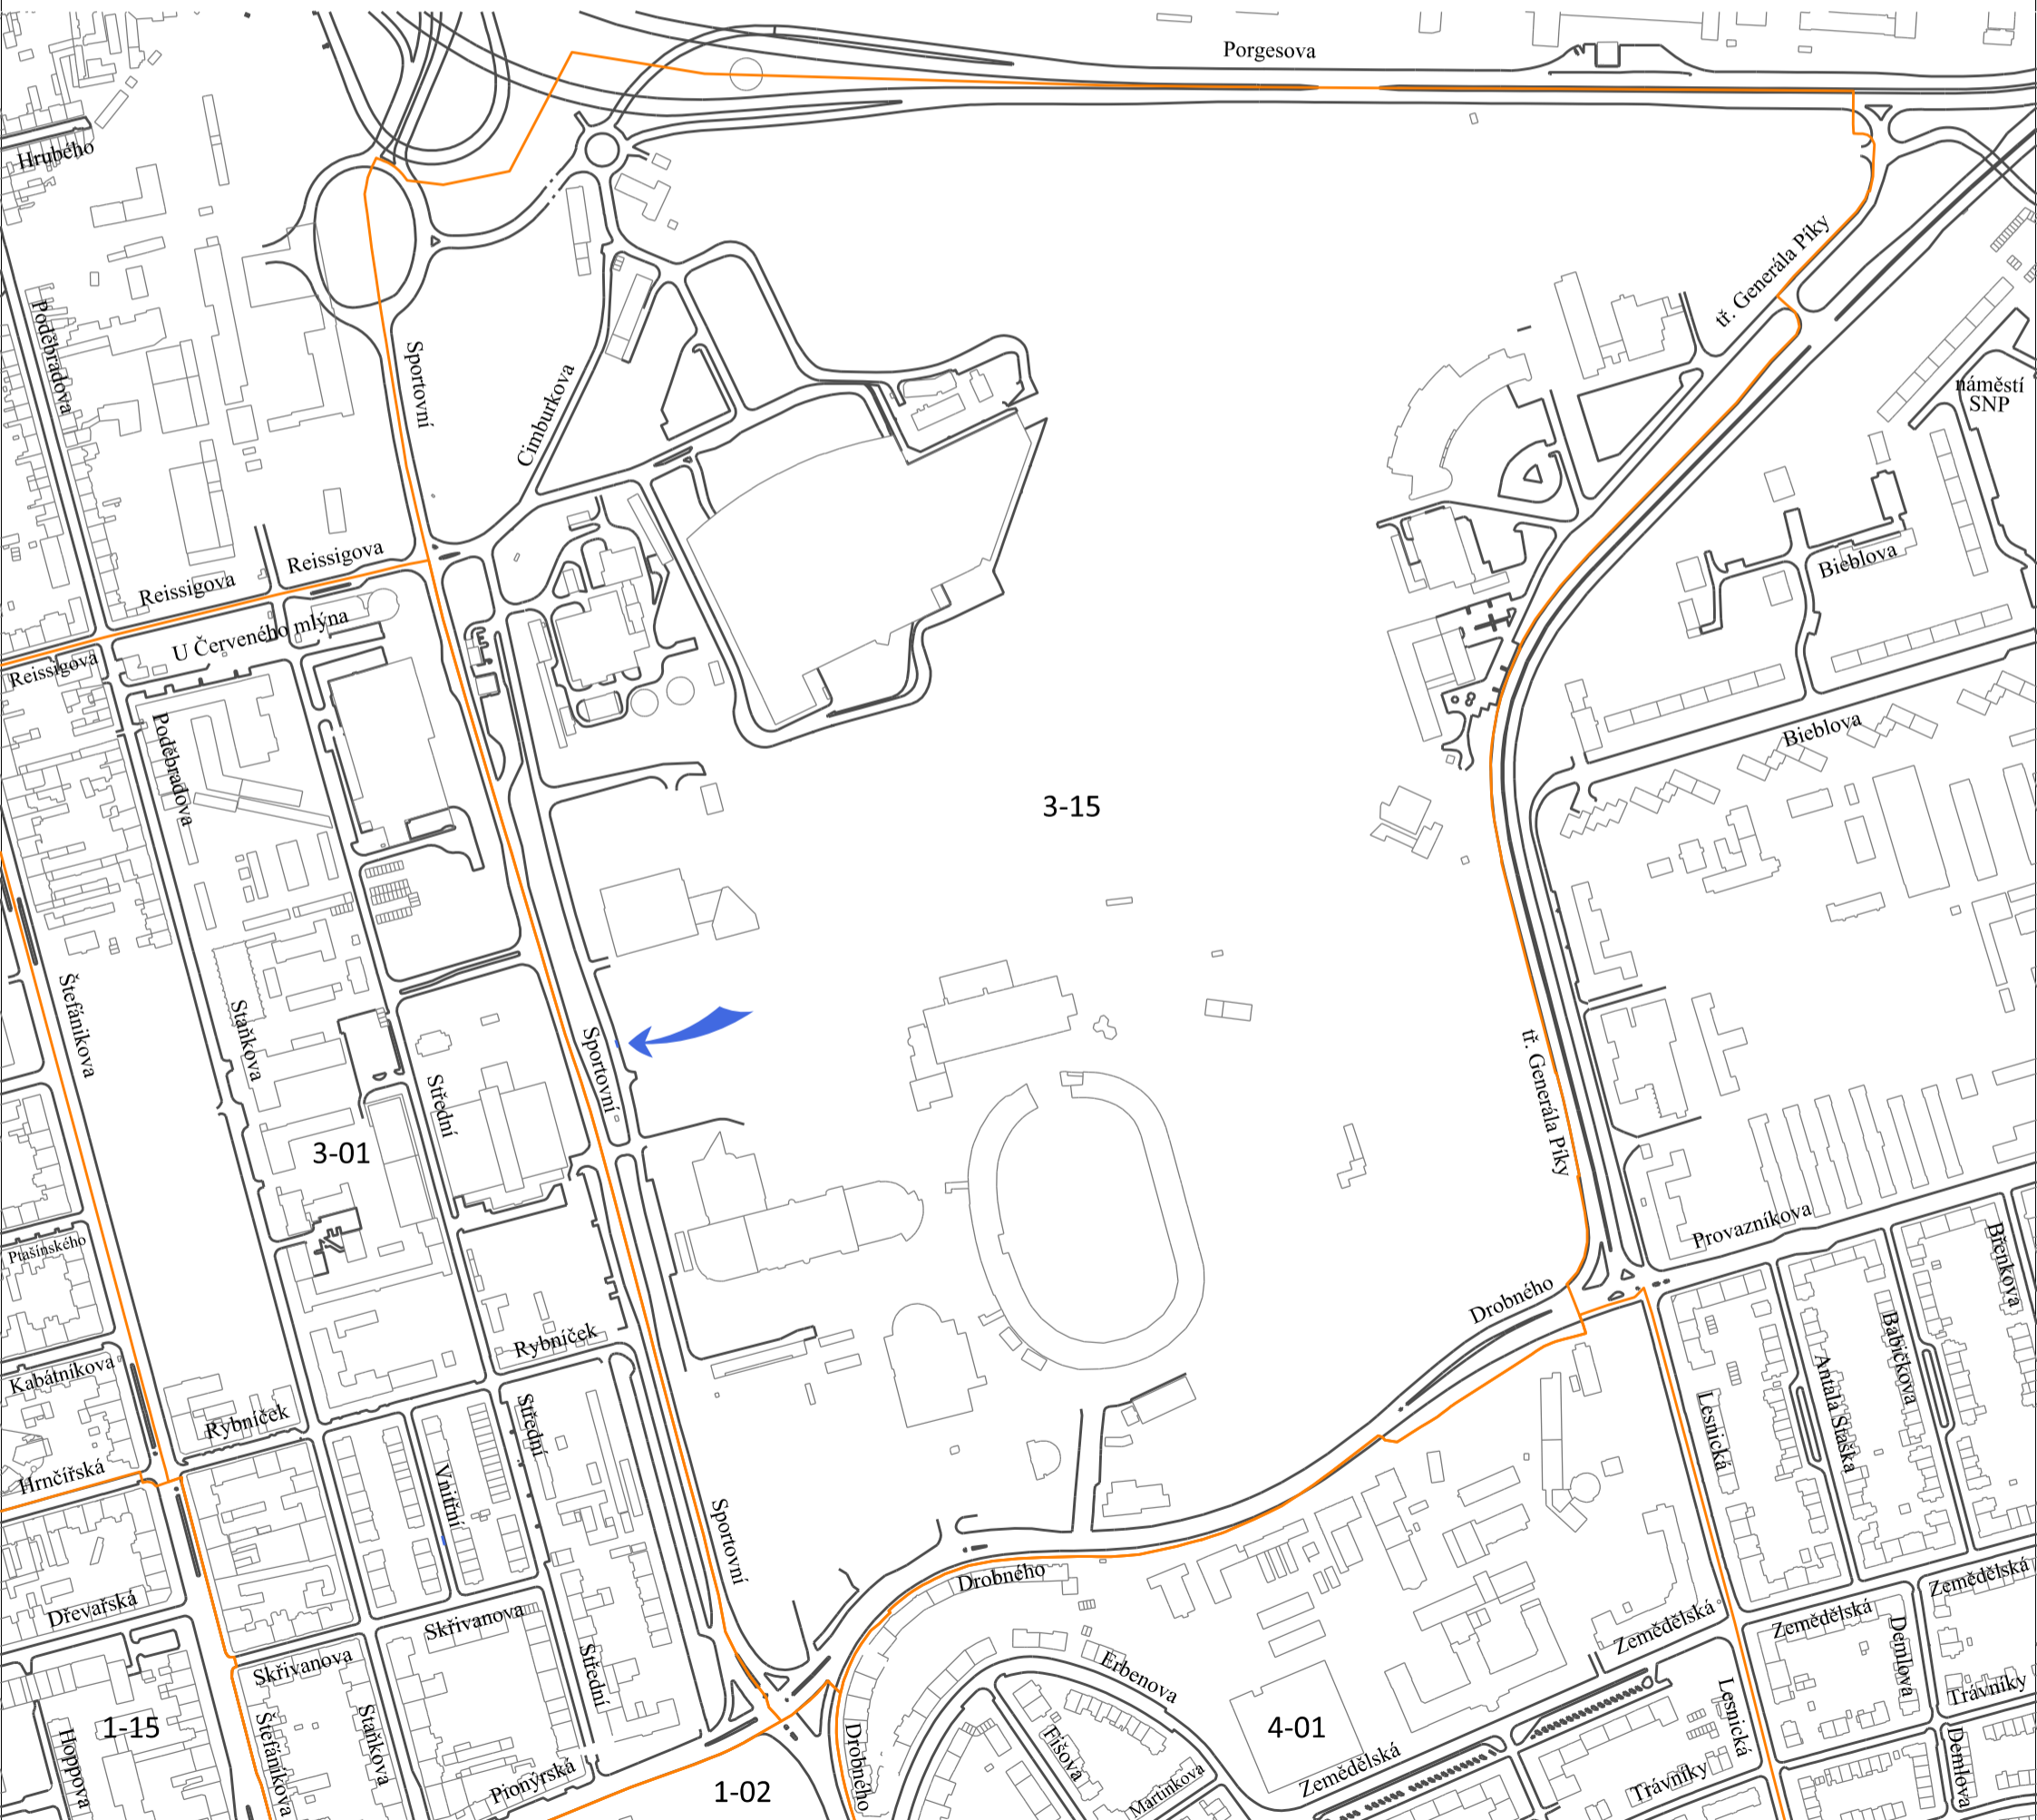 Porgesova
Hrubého
tř. Generála Píky
Poděbradova
Sportovní
Cimburkova
náměstí
SNP
Reissigova
Reissigova
Bieblova
U Červeného mlýna
Reissigova
Poděbradova
Bieblova
3-15
Štefánikova
Staňkova
Sportovní
Střední
tř. Generála Píky
3-01
Provazníkova
Ptašínského
Břenkova
Drobného
Rybníček
Babičkova
Kabátníkova
Antala Staška
Rybníček
Střední
Lesnická
Hrnčířská
Vnitřní
Sportovní
Drobného
Zemědělská
Dřevařská
Skřivanova
Zemědělská
Zemědělská
Demlova
Skřivanova
Střední
Erbenova
Trávníky
Lesnická
1-15
Hoppova
Štefánikova
Staňkova
Drobného
Fišova
4-01
Demlova
Zemědělská
Pionýrská
1-02
Martinkova
Trávníky